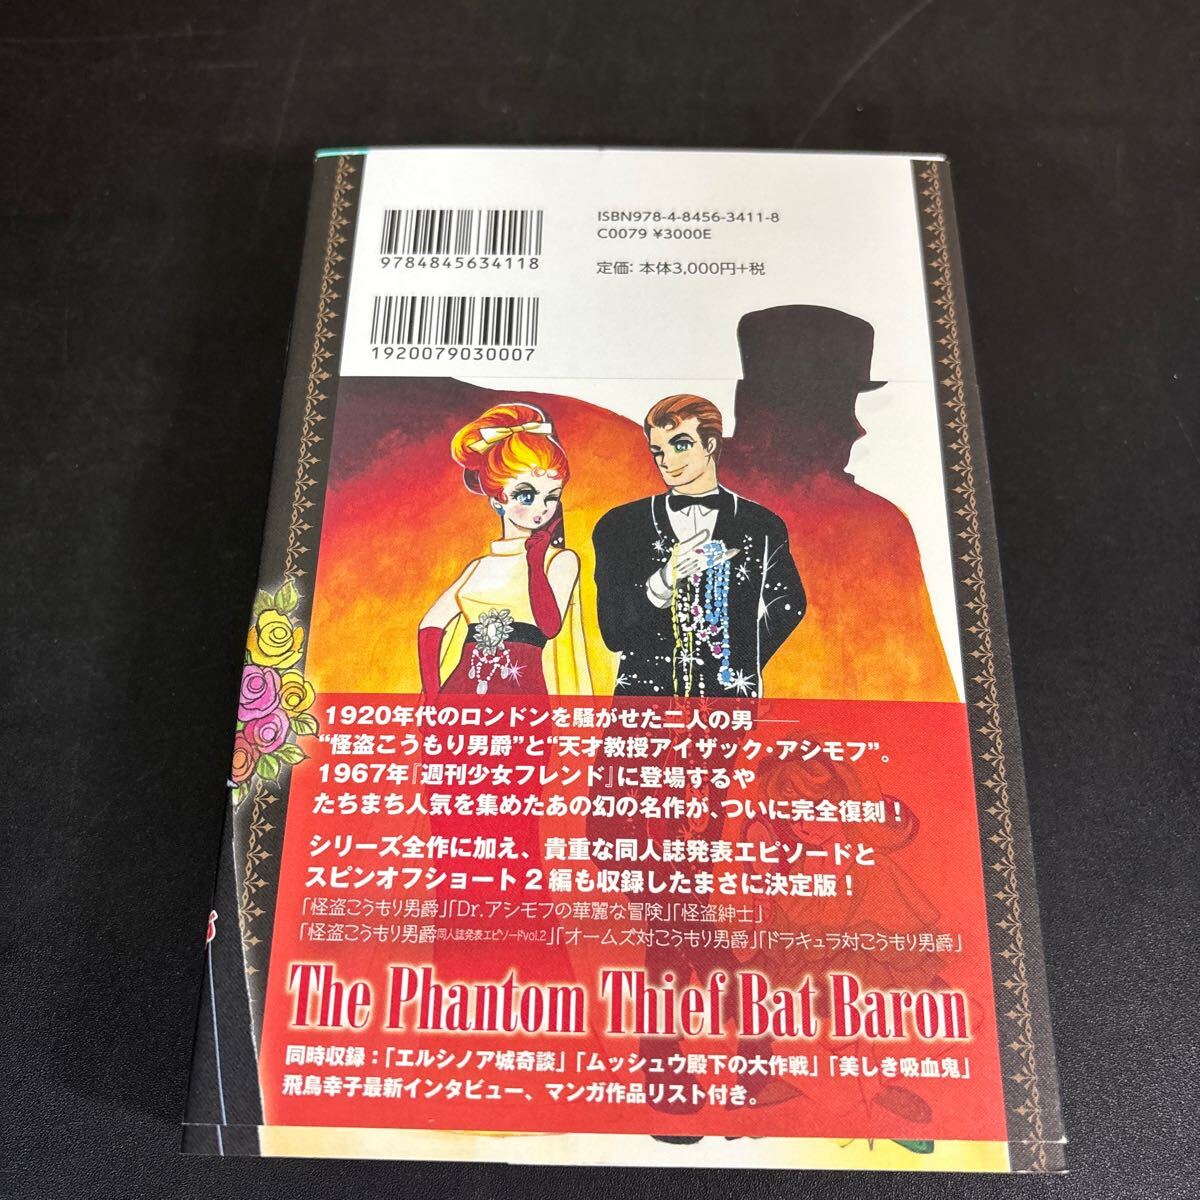 ISBN978-4-8456-3411-8
C0079 ¥3000E
定価：本体3,000円+税
9784845634118
1920079030007
1920年代のロンドンを騒がせた二人の男――
“怪盗こうもり男爵”と“天才教授アイザック・アシモフ”。
1967年『週刊少女フレンド』に登場するや
たちまち人気を集めたあの幻の名作が、ついに完全復刻！
シリーズ全作に加え、貴重な同人誌発表エピソードと
スピンオフショート2編も収録したまさに決定版！
「怪盗こうもり男爵」「Dr.アシモフの華麗な冒険」「怪盗紳士」
「怪盗こうもり男爵同人誌発表エピソードvol.2」「オームズ対こうもり男爵」「ドラキュラ対こうもり男爵」
The Phantom Thief Bat Baron
同時収録：「エルシノア城奇談」「ムッシュウ殿下の大作戦」「美しき吸血鬼」
飛鳥幸子最新インタビュー、マンガ作品リスト付き。